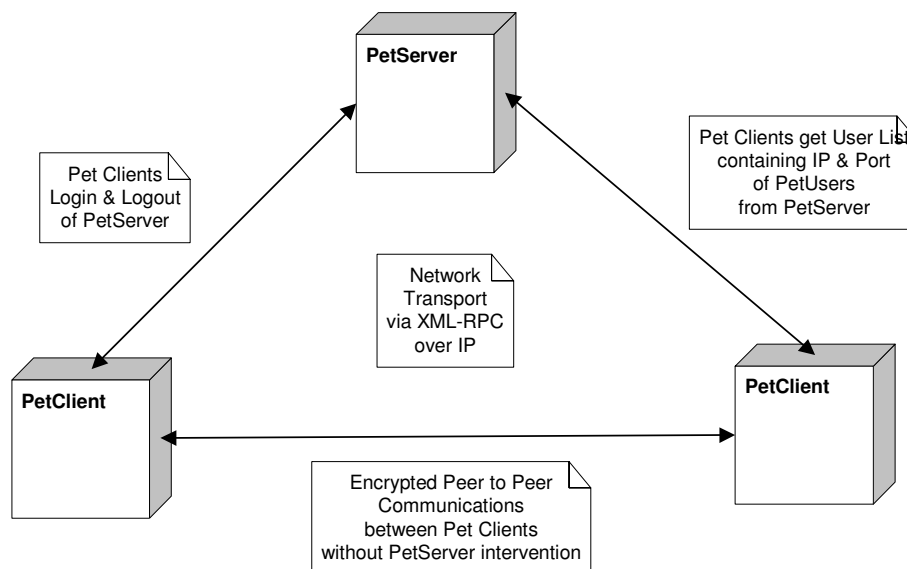 PetServer
Pet Clients
Login & Logout
of PetServer
Pet Clients get User List
containing IP & Port
of PetUsers
from PetServer
Network
Transport
via XML-RPC
over IP
PetClient
PetClient
Encrypted Peer to Peer
Communications
between Pet Clients
without PetServer intervention